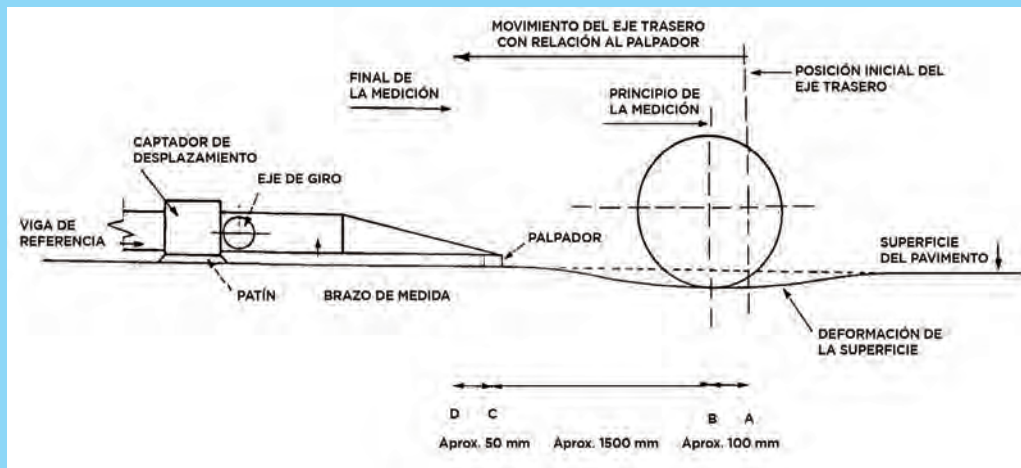 MOVIMIENTO DEL EJE TRASERO
CON RELACIÓN AL PALPADOR
POSICIÓN INICIAL DEL
EJE TRASERO
FINAL DE
LA MEDICIÓN
PRINCIPIO DE
LA MEDICIÓN
CAPTADOR DE
DESPLAZAMIENTO
EJE DE GIRO
VIGA DE
REFERENCIA
PALPADOR
SUPERFICIE
DEL PAVIMENTO
PATÍN
BRAZO DE MEDIDA
DEFORMACIÓN DE
LA SUPERFICIE
D C B A
Aprox. 50 mm Aprox. 1500 mm Aprox. 100 mm